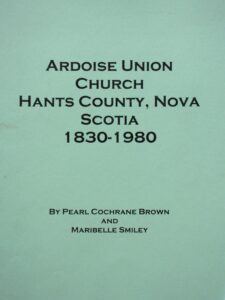 Ardoise Union
Church
Hants County, Nova
Scotia
1830-1980
By Pearl Cochrane Brown
and
Maribelle Smiley